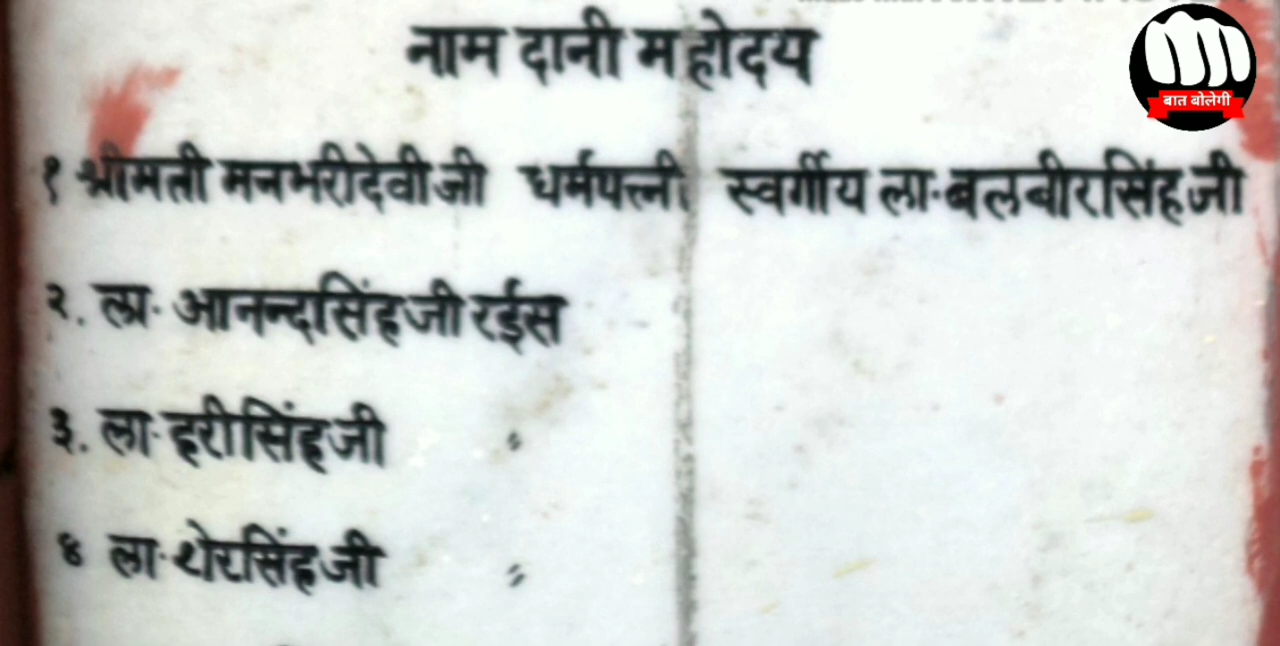 नाम दानी महोदय
बात बोलेगी
१ श्रीमती मनभरीदेवीजी धर्मपत्नी स्वर्गीय ला॰ बलबीरसिंहजी
२. ला॰ आनन्दसिंहजी रईस
३. ला॰ हरीसिंहजी "
४ ला॰ शेरसिंहजी "